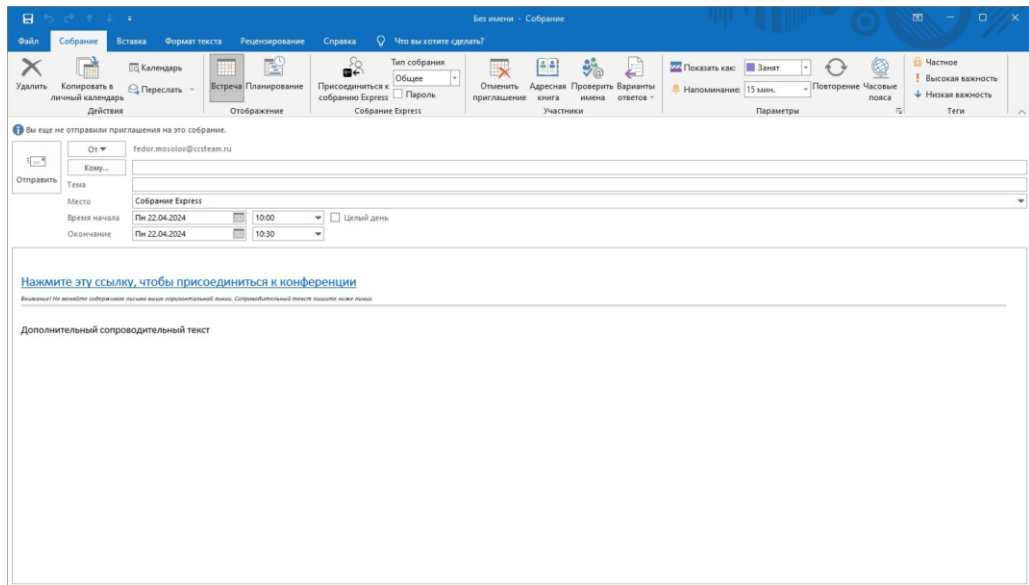 Без имени - Собрание
Файл Собрание Вставка Формат текста Рецензирование Справка Что вы хотите сделать?
Удалить
Копировать в личный календарь
Календарь
Переслать
Действия
Встреча Планирование
Отображение
Присоединиться к собранию Express
Тип собрания
Общее
Пароль
Собрание Express
Отменить приглашение
Адресная книга
Проверить имена
Варианты ответов
Участники
Показать как: Занят
Напоминание: 15 мин.
Повторение
Часовые пояса
Параметры
Частное
Высокая важность
Низкая важность
Теги
Вы еще не отправили приглашения на это собрание.
Отправить
От fedor.mosolov@ccsteam.ru
Кому...
Тема
Место Собрание Express
Время начала Пн 22.04.2024 10:00 Целый день
Окончание Пн 22.04.2024 10:30
Нажмите эту ссылку, чтобы присоединиться к конференции
Внимание! Не меняйте содержимое письма выше горизонтальной линии. Сопроводительный текст пишите ниже линии.
Дополнительный сопроводительный текст